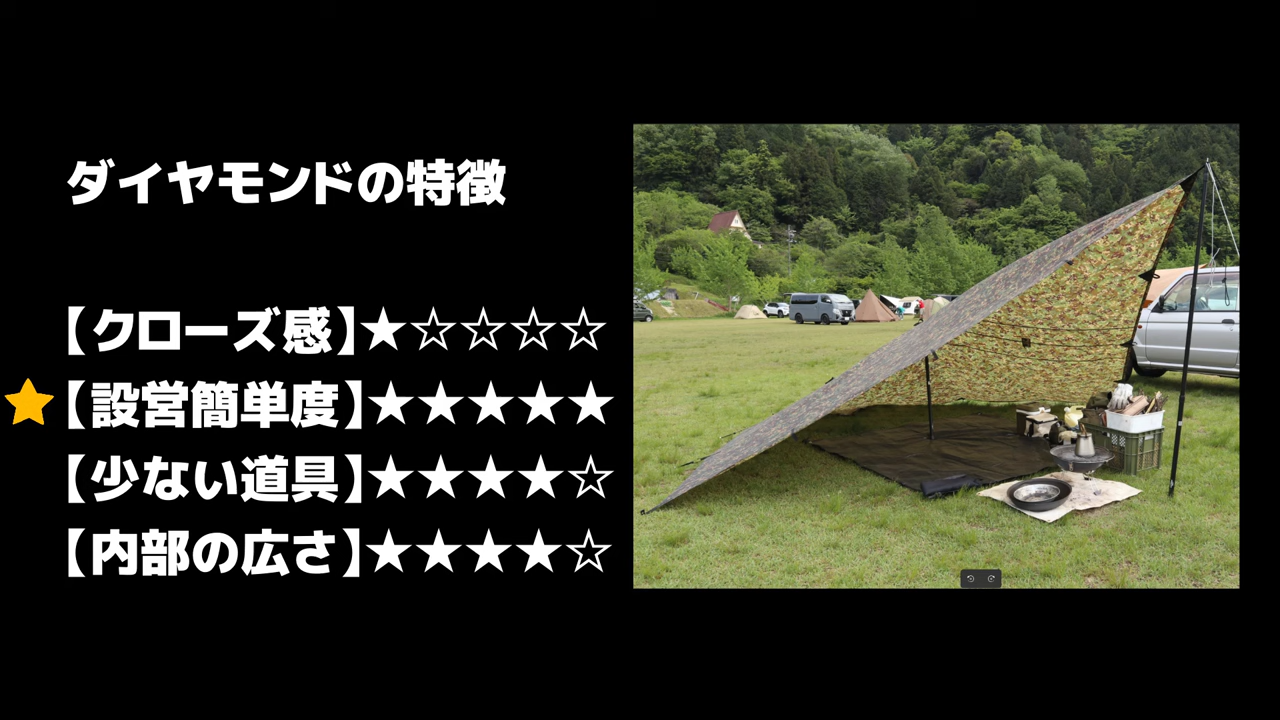 ダイヤモンドの特徴
【クローズ感】★☆☆☆☆
【設営簡単度】★★★★★
【少ない道具】★★★★☆
【内部の広さ】★★★★☆